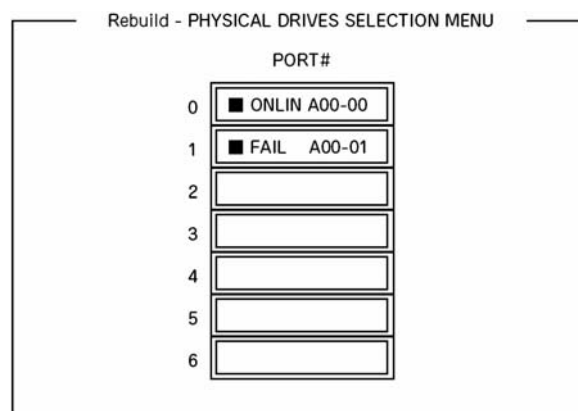 Rebuild - PHYSICAL DRIVES SELECTION MENU
PORT#
0 ■ ONLIN A00-00
1 ■ FAIL A00-01
2
3
4
5
6